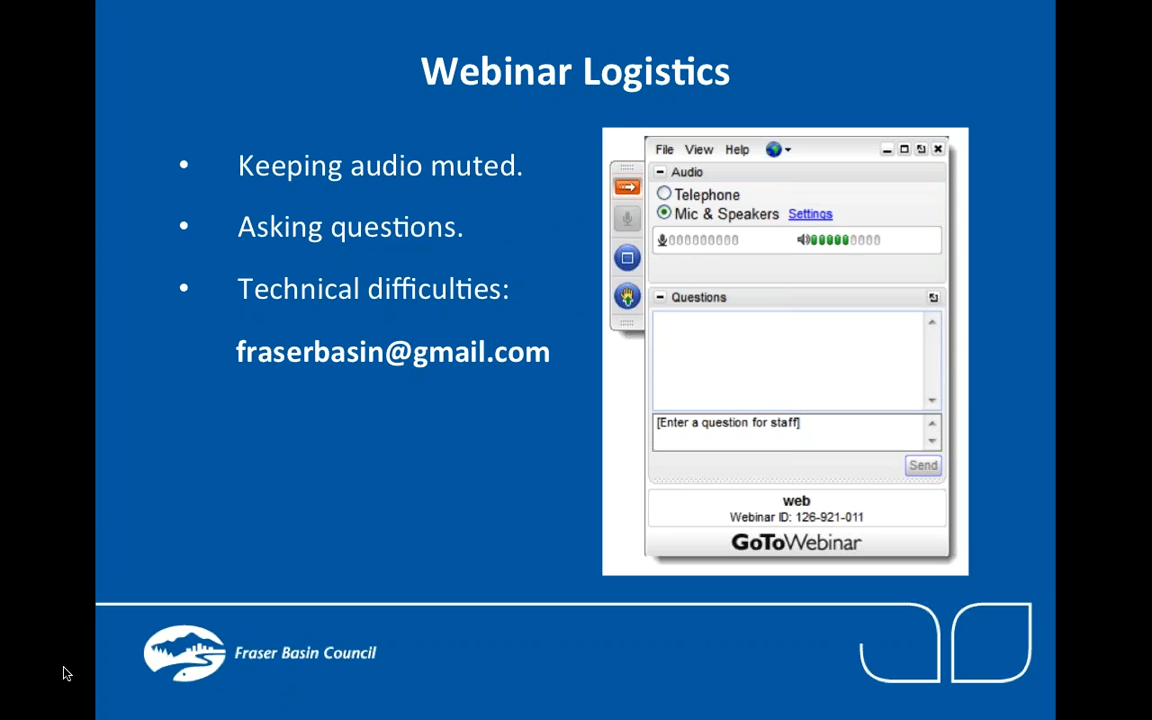 Webinar Logistics
• Keeping audio muted.
• Asking questions.
• Technical difficulties:
fraserbasin@gmail.com
File View Help
Audio
Telephone
Mic & Speakers Settings
Questions
[Enter a question for staff]
Send
web
Webinar ID: 126-921-011
GoToWebinar
Fraser Basin Council